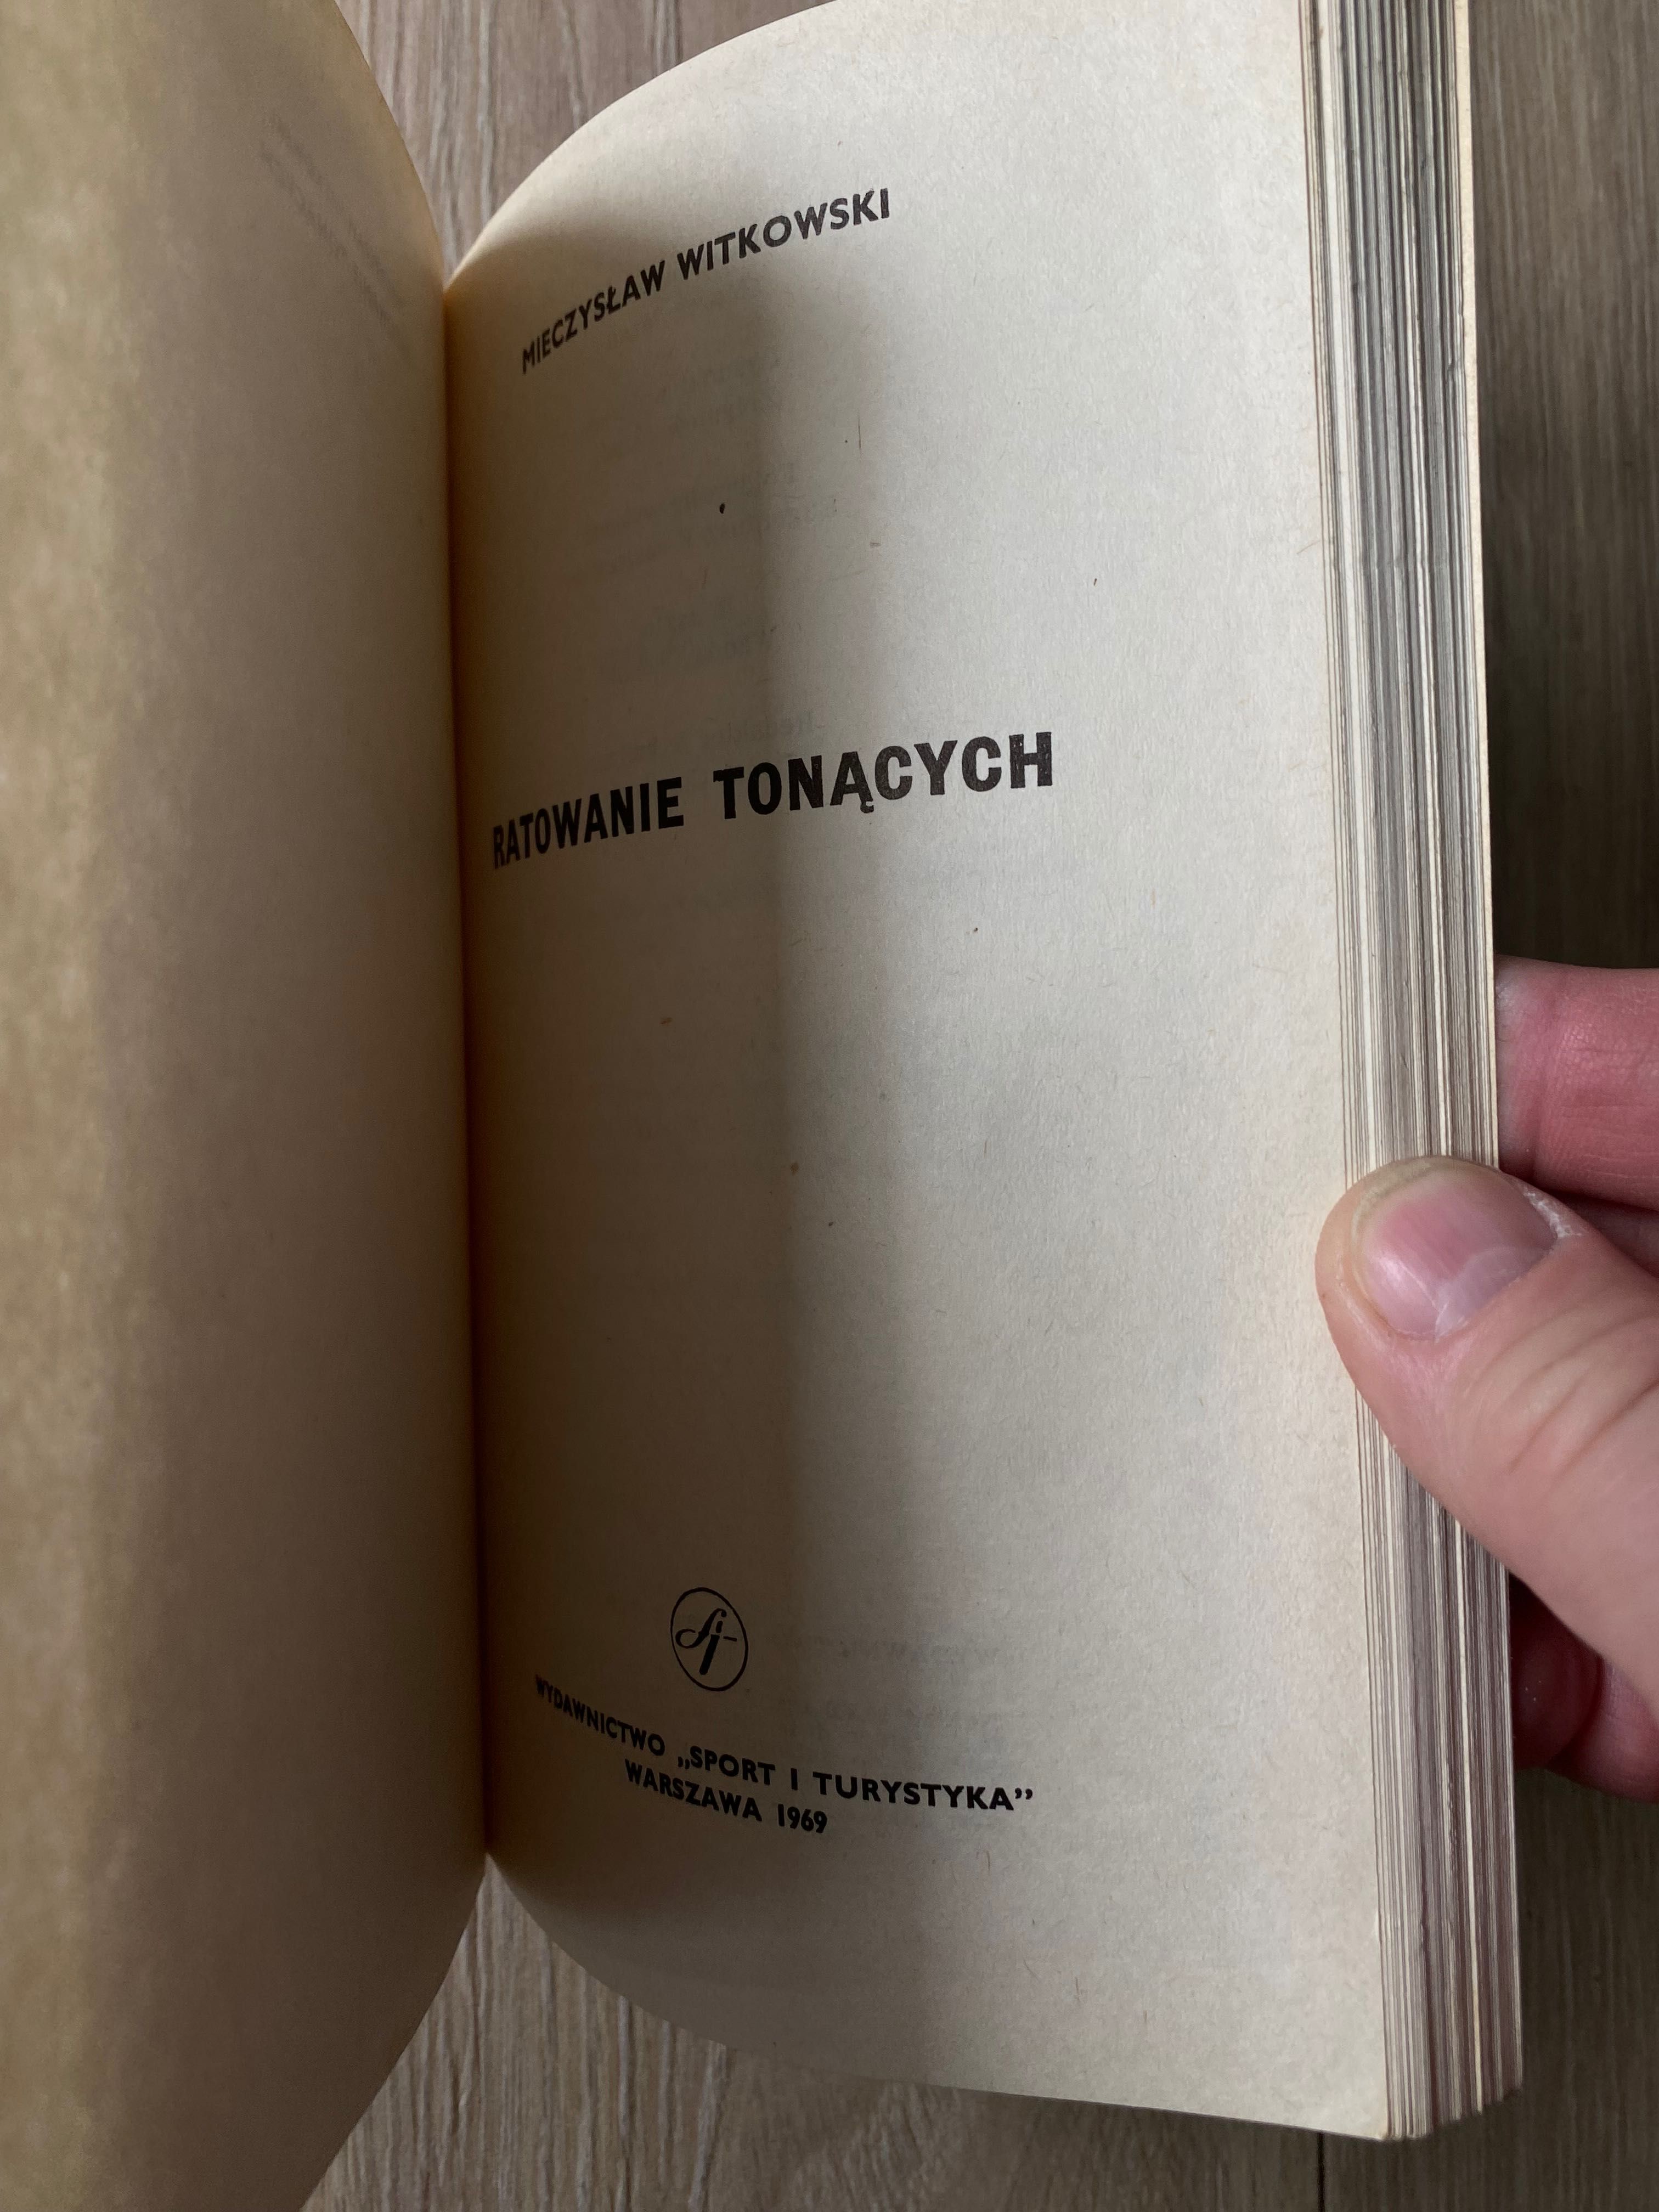 MIECZYSŁAW WITKOWSKI
RATOWANIE TONĄCYCH
WYDAWNICTWO „SPORT I TURYSTYKA”
WARSZAWA 1969